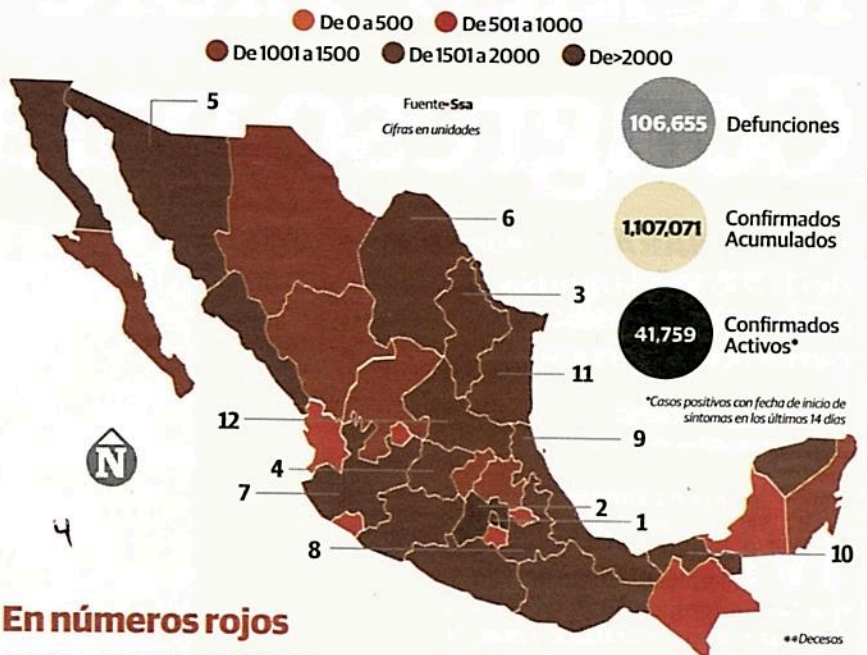 De 0 a 500 De 501 a 1000
De 1001 a 1500 De 1501 a 2000 De>2000
Fuente-Ssa
Cifras en unidades
106,655 Defunciones
1,107,071 Confirmados
Acumulados
41,759 Confirmados
Activos*
*Casos positivos con fecha de inicio de
síntomas en los últimos 14 días
5
6
3
11
12
9
4
7
2
1
8
10
N
4
En números rojos
**Decesos